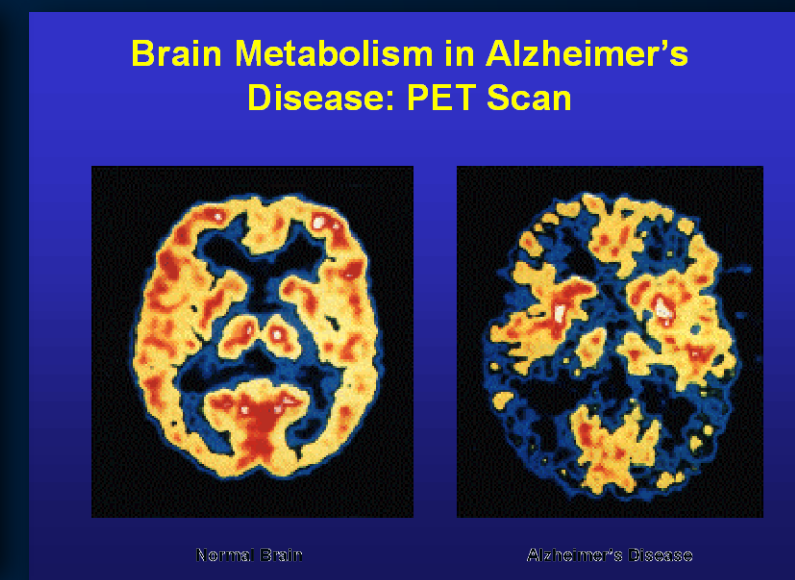 Brain Metabolism in Alzheimer's
Disease: PET Scan
Normal Brain
Alzheimer's Disease